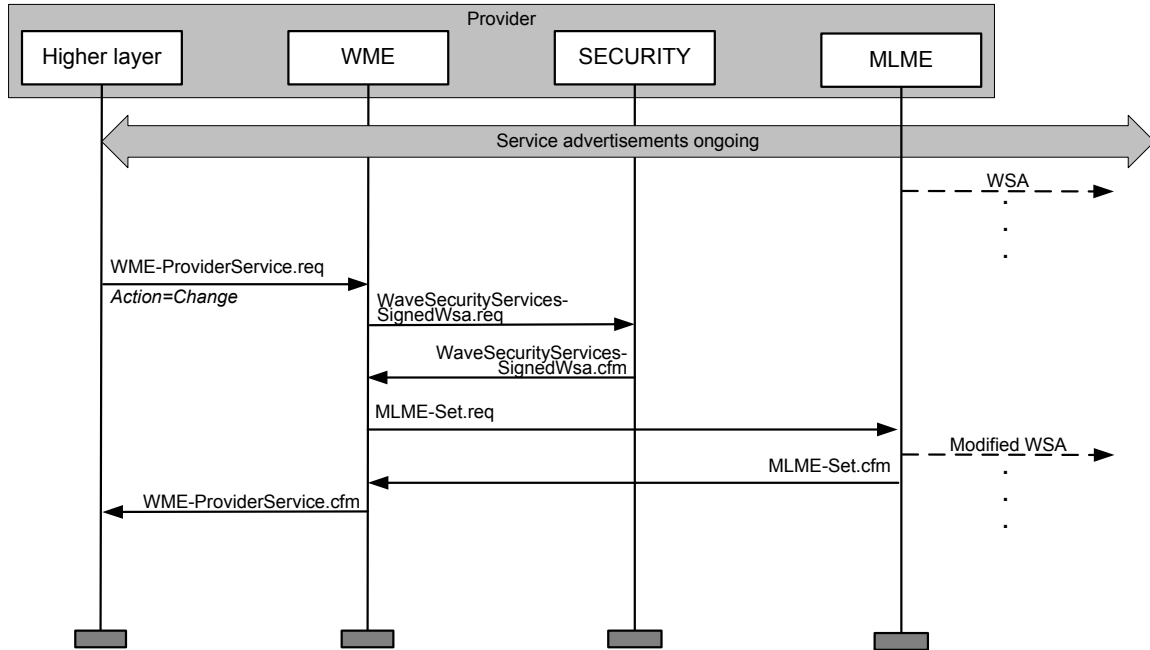 Provider
Higher layer
WME
SECURITY
MLME
Service advertisements ongoing
WSA
WME-ProviderService.req
Action=Change
WaveSecurityServices-
SignedWsa.req
WaveSecurityServices-
SignedWsa.cfm
MLME-Set.req
Modified WSA
MLME-Set.cfm
WME-ProviderService.cfm